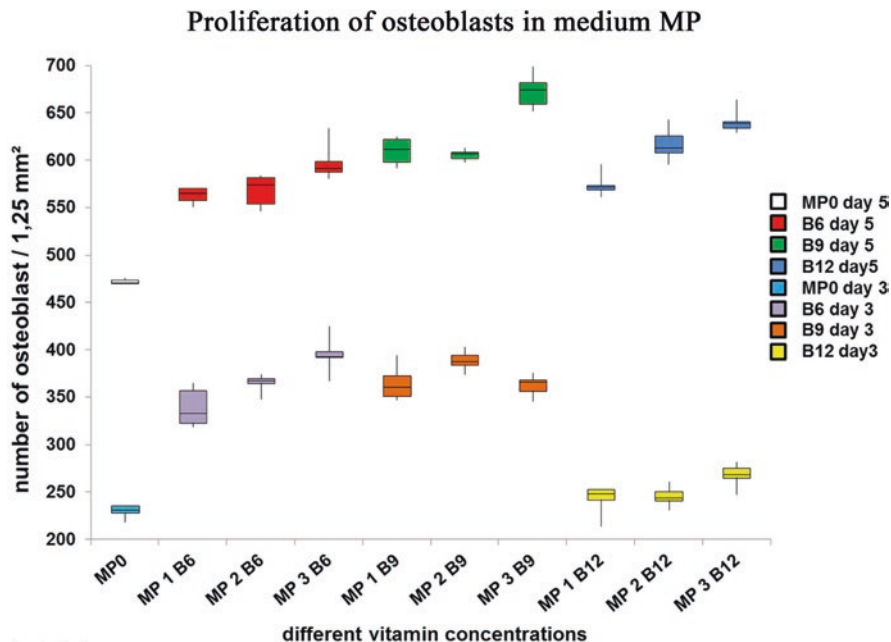 Proliferation of osteoblasts in medium MP
number of osteoblast / 1,25 mm²
700
650
600
550
500
450
400
350
300
250
200
MP0
MP 1 B6
MP 2 B6
MP 3 B6
MP 1 B9
MP 2 B9
MP 3 B9
MP 1 B12
MP 2 B12
MP 3 B12
different vitamin concentrations
MP0 day 5
B6 day 5
B9 day 5
B12 day5
MP0 day 3
B6 day 3
B9 day 3
B12 day3